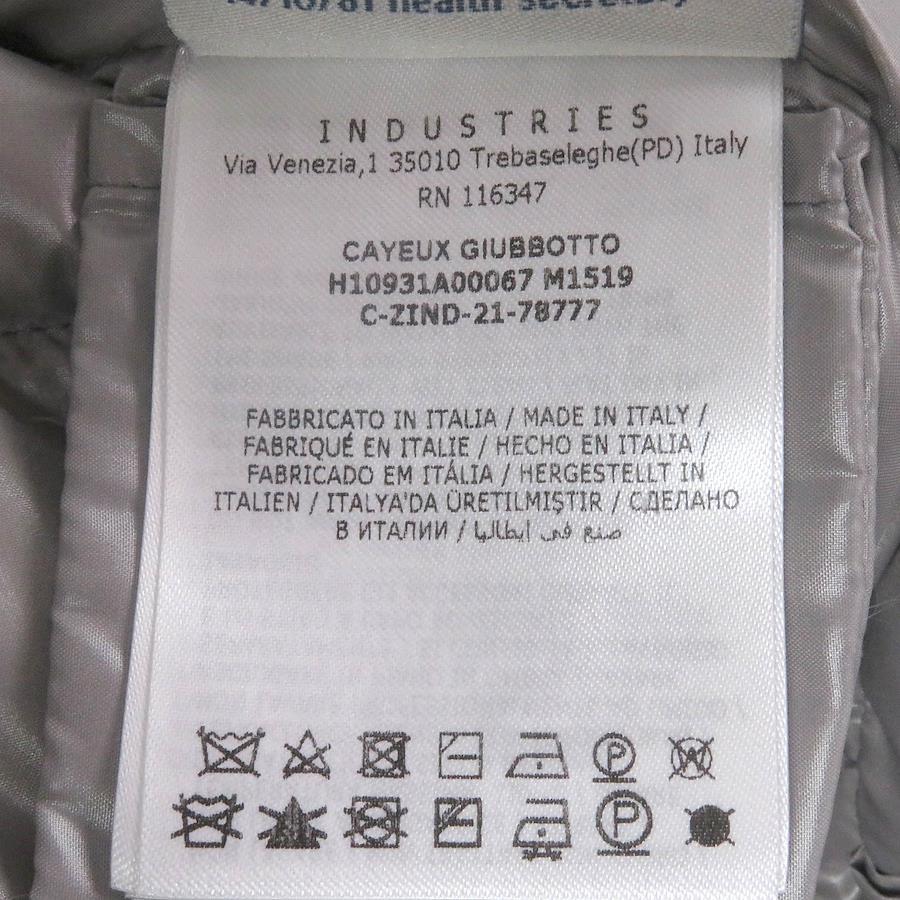 health secretary
I N D U S T R I E S
Via Venezia,1 35010 Trebaseleghe(PD) Italy
RN 116347
CAYEUX GIUBBOTTO
H10931A00067 M1519
C-ZIND-21-78777
FABBRICATO IN ITALIA / MADE IN ITALY /
FABRIQUÉ EN ITALIE / HECHO EN ITALIA /
FABRICADO EM ITÁLIA / HERGESTELLT IN
ITALIEN / ITALYA'DA ÜRETILMIŞTIR / СДЕЛАНО
В ИТАЛИИ / صنع في إيطاليا
P W
P